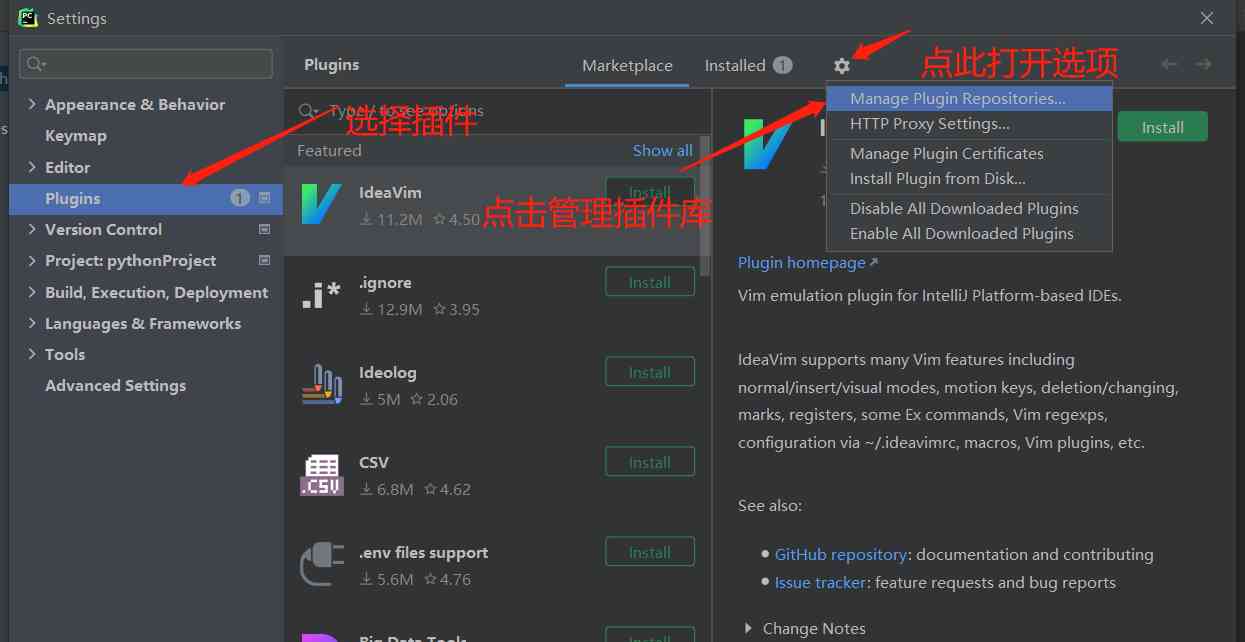 PC
Settings
Plugins
Marketplace
Installed 1
点此打开选项
Appearance & Behavior
Keymap
Editor
Plugins 1
Version Control
Project: pythonProject
Build, Execution, Deployment
Languages & Frameworks
Tools
Advanced Settings
选择插件
Type / to see options
Featured
Show all
IdeaVim
11.2M 4.50
Install
点击管理插件库
.i*
.ignore
12.9M 3.95
Install
Ideolog
5M 2.06
Install
.CSV
CSV
6.8M 4.62
Install
.env files support
5.6M 4.76
Install
Big Data Tools
Install
Manage Plugin Repositories...
HTTP Proxy Settings...
Manage Plugin Certificates
Install Plugin from Disk...
Disable All Downloaded Plugins
Enable All Downloaded Plugins
Install
Plugin homepage
Vim emulation plugin for IntelliJ Platform-based IDEs.
IdeaVim supports many Vim features including
normal/insert/visual modes, motion keys, deletion/changing,
marks, registers, some Ex commands, Vim regexps,
configuration via ~/.ideavimrc, macros, Vim plugins, etc.
See also:
GitHub repository: documentation and contributing
Issue tracker: feature requests and bug reports
Change Notes